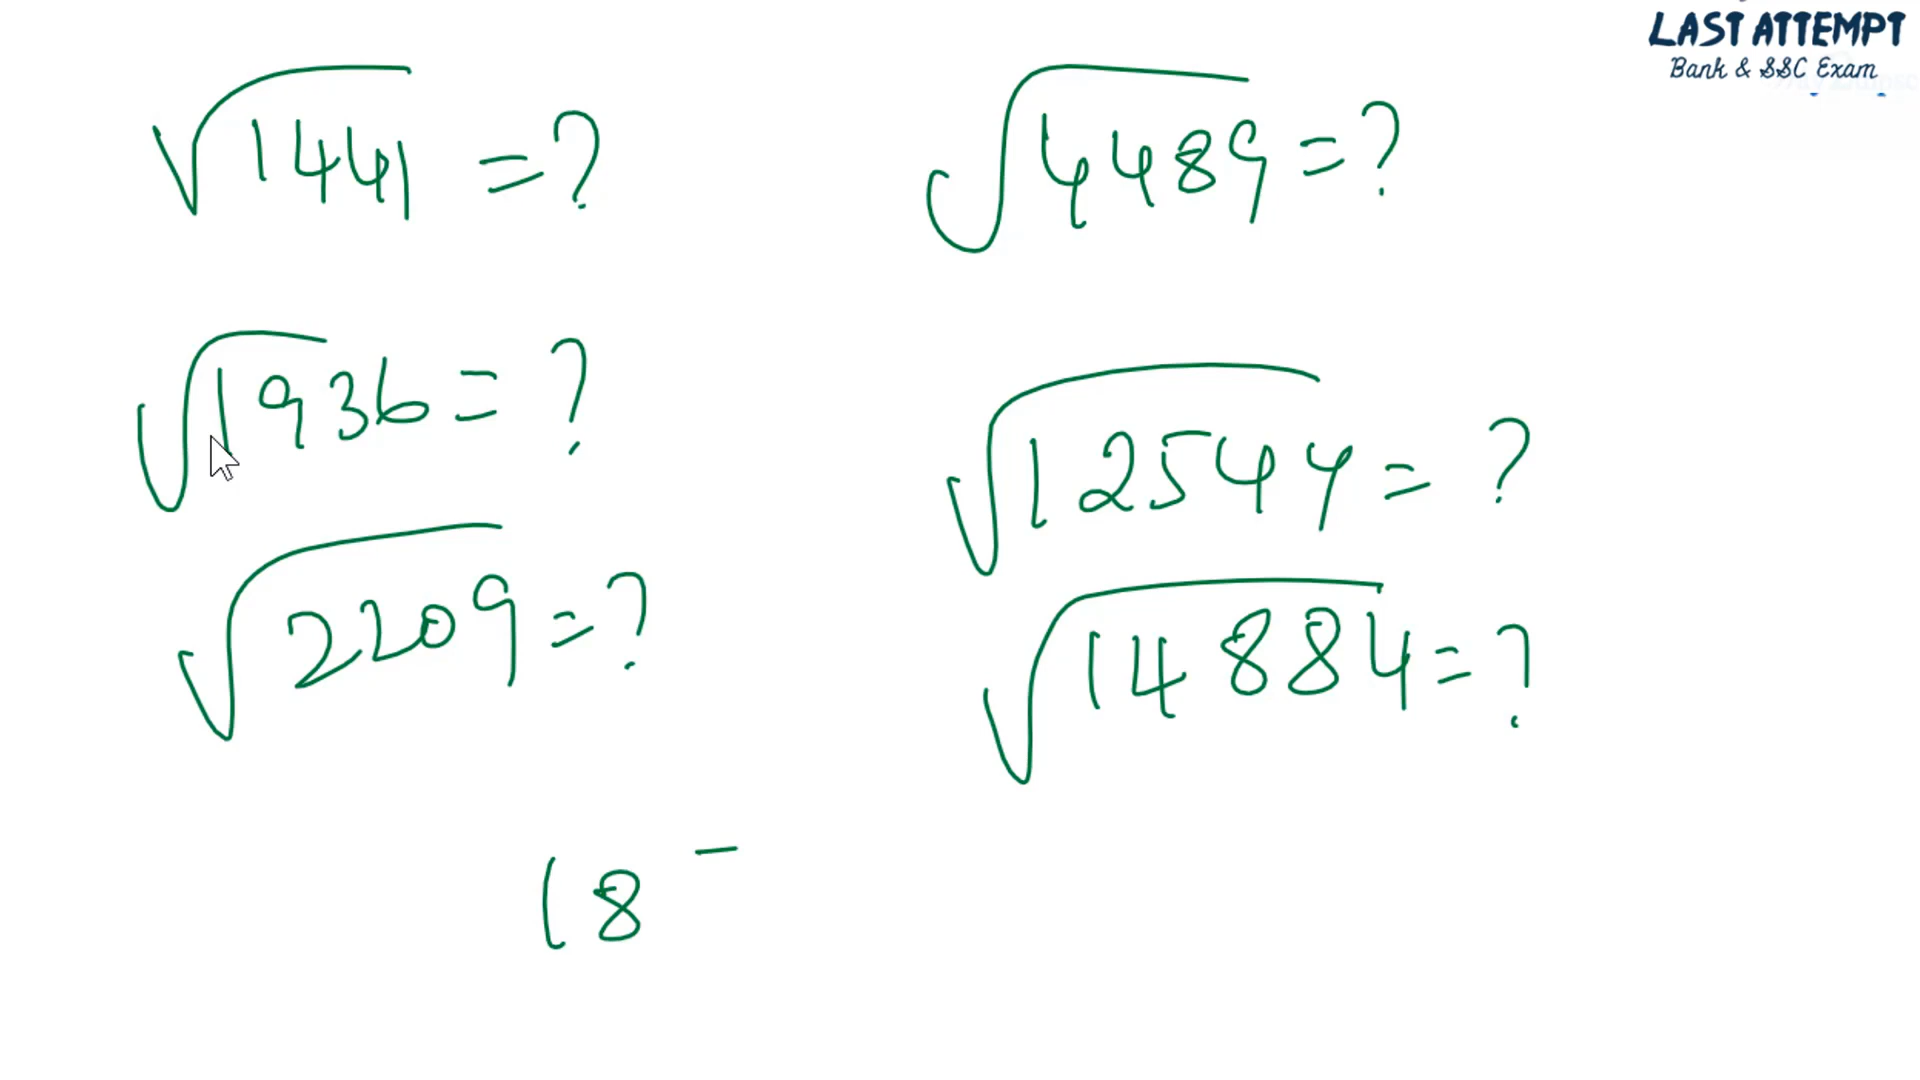 LAST ATTEMPT
Bank & SSC Exam
√1441 = ?
√4489 = ?
√1936 = ?
√12544 = ?
√2209 = ?
√14884 = ?
18 –